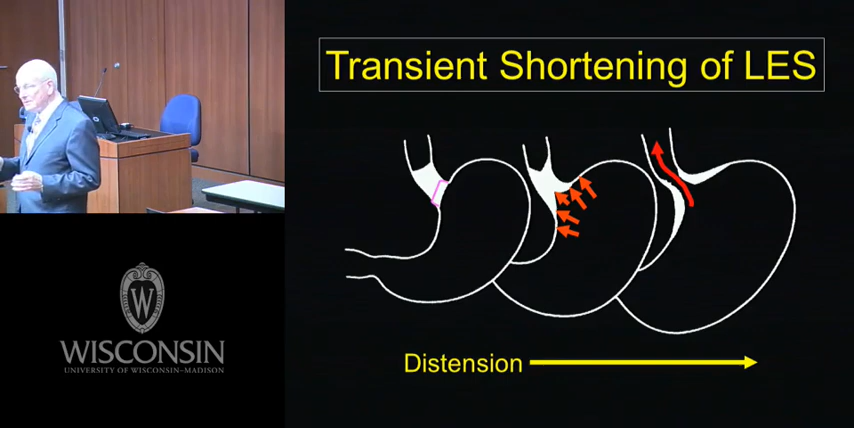 Transient Shortening of LES
Distension
W
WISCONSIN
UNIVERSITY OF WISCONSIN–MADISON